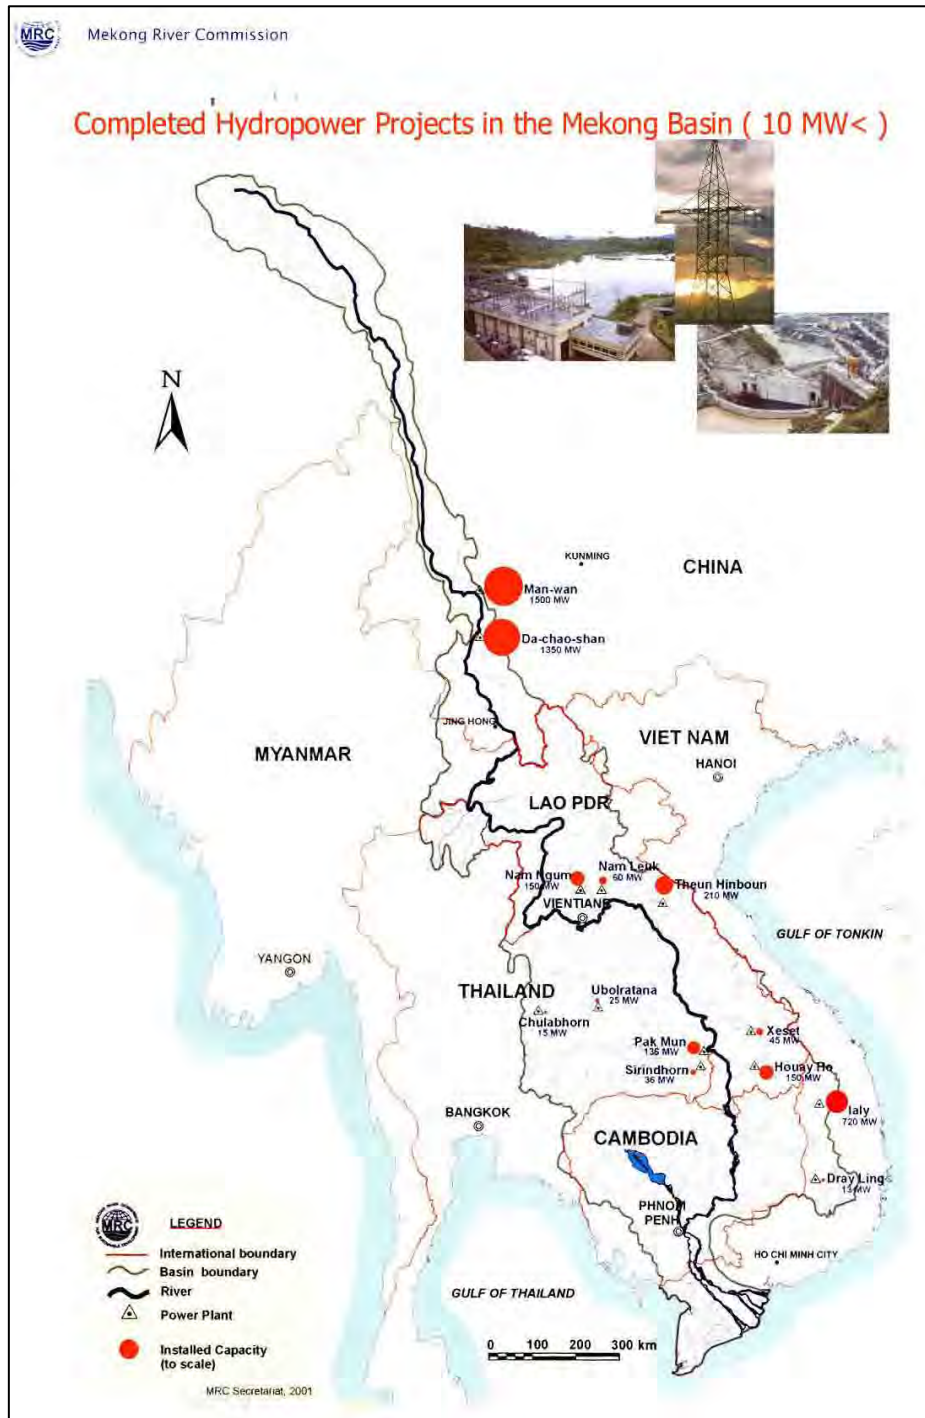 MRC
Mekong River Commission
Completed Hydropower Projects in the Mekong Basin ( 10 MW< )
N
KUNMING
CHINA
Man-wan
1500 MW
Da-chao-shan
1350 MW
JING HONG
MYANMAR
VIET NAM
HANOI
LAO PDR
Nam Ngum
150 MW
Nam Leuk
60 MW
Theun Hinboun
210 MW
VIENTIANE
GULF OF TONKIN
YANGON
THAILAND
Ubolratana
25 MW
Chulabhorn
15 MW
Xeset
45 MW
Pak Mun
136 MW
Sirindhorn
36 MW
Houay Ho
150 MW
Ialy
720 MW
BANGKOK
CAMBODIA
Dray Ling
13 MW
PHNOM
PENH
HO CHI MINH CITY
GULF OF THAILAND
MRC
LEGEND
International boundary
Basin boundary
River
Power Plant
Installed Capacity
(to scale)
0 100 200 300 km
MRC Secretariat, 2001